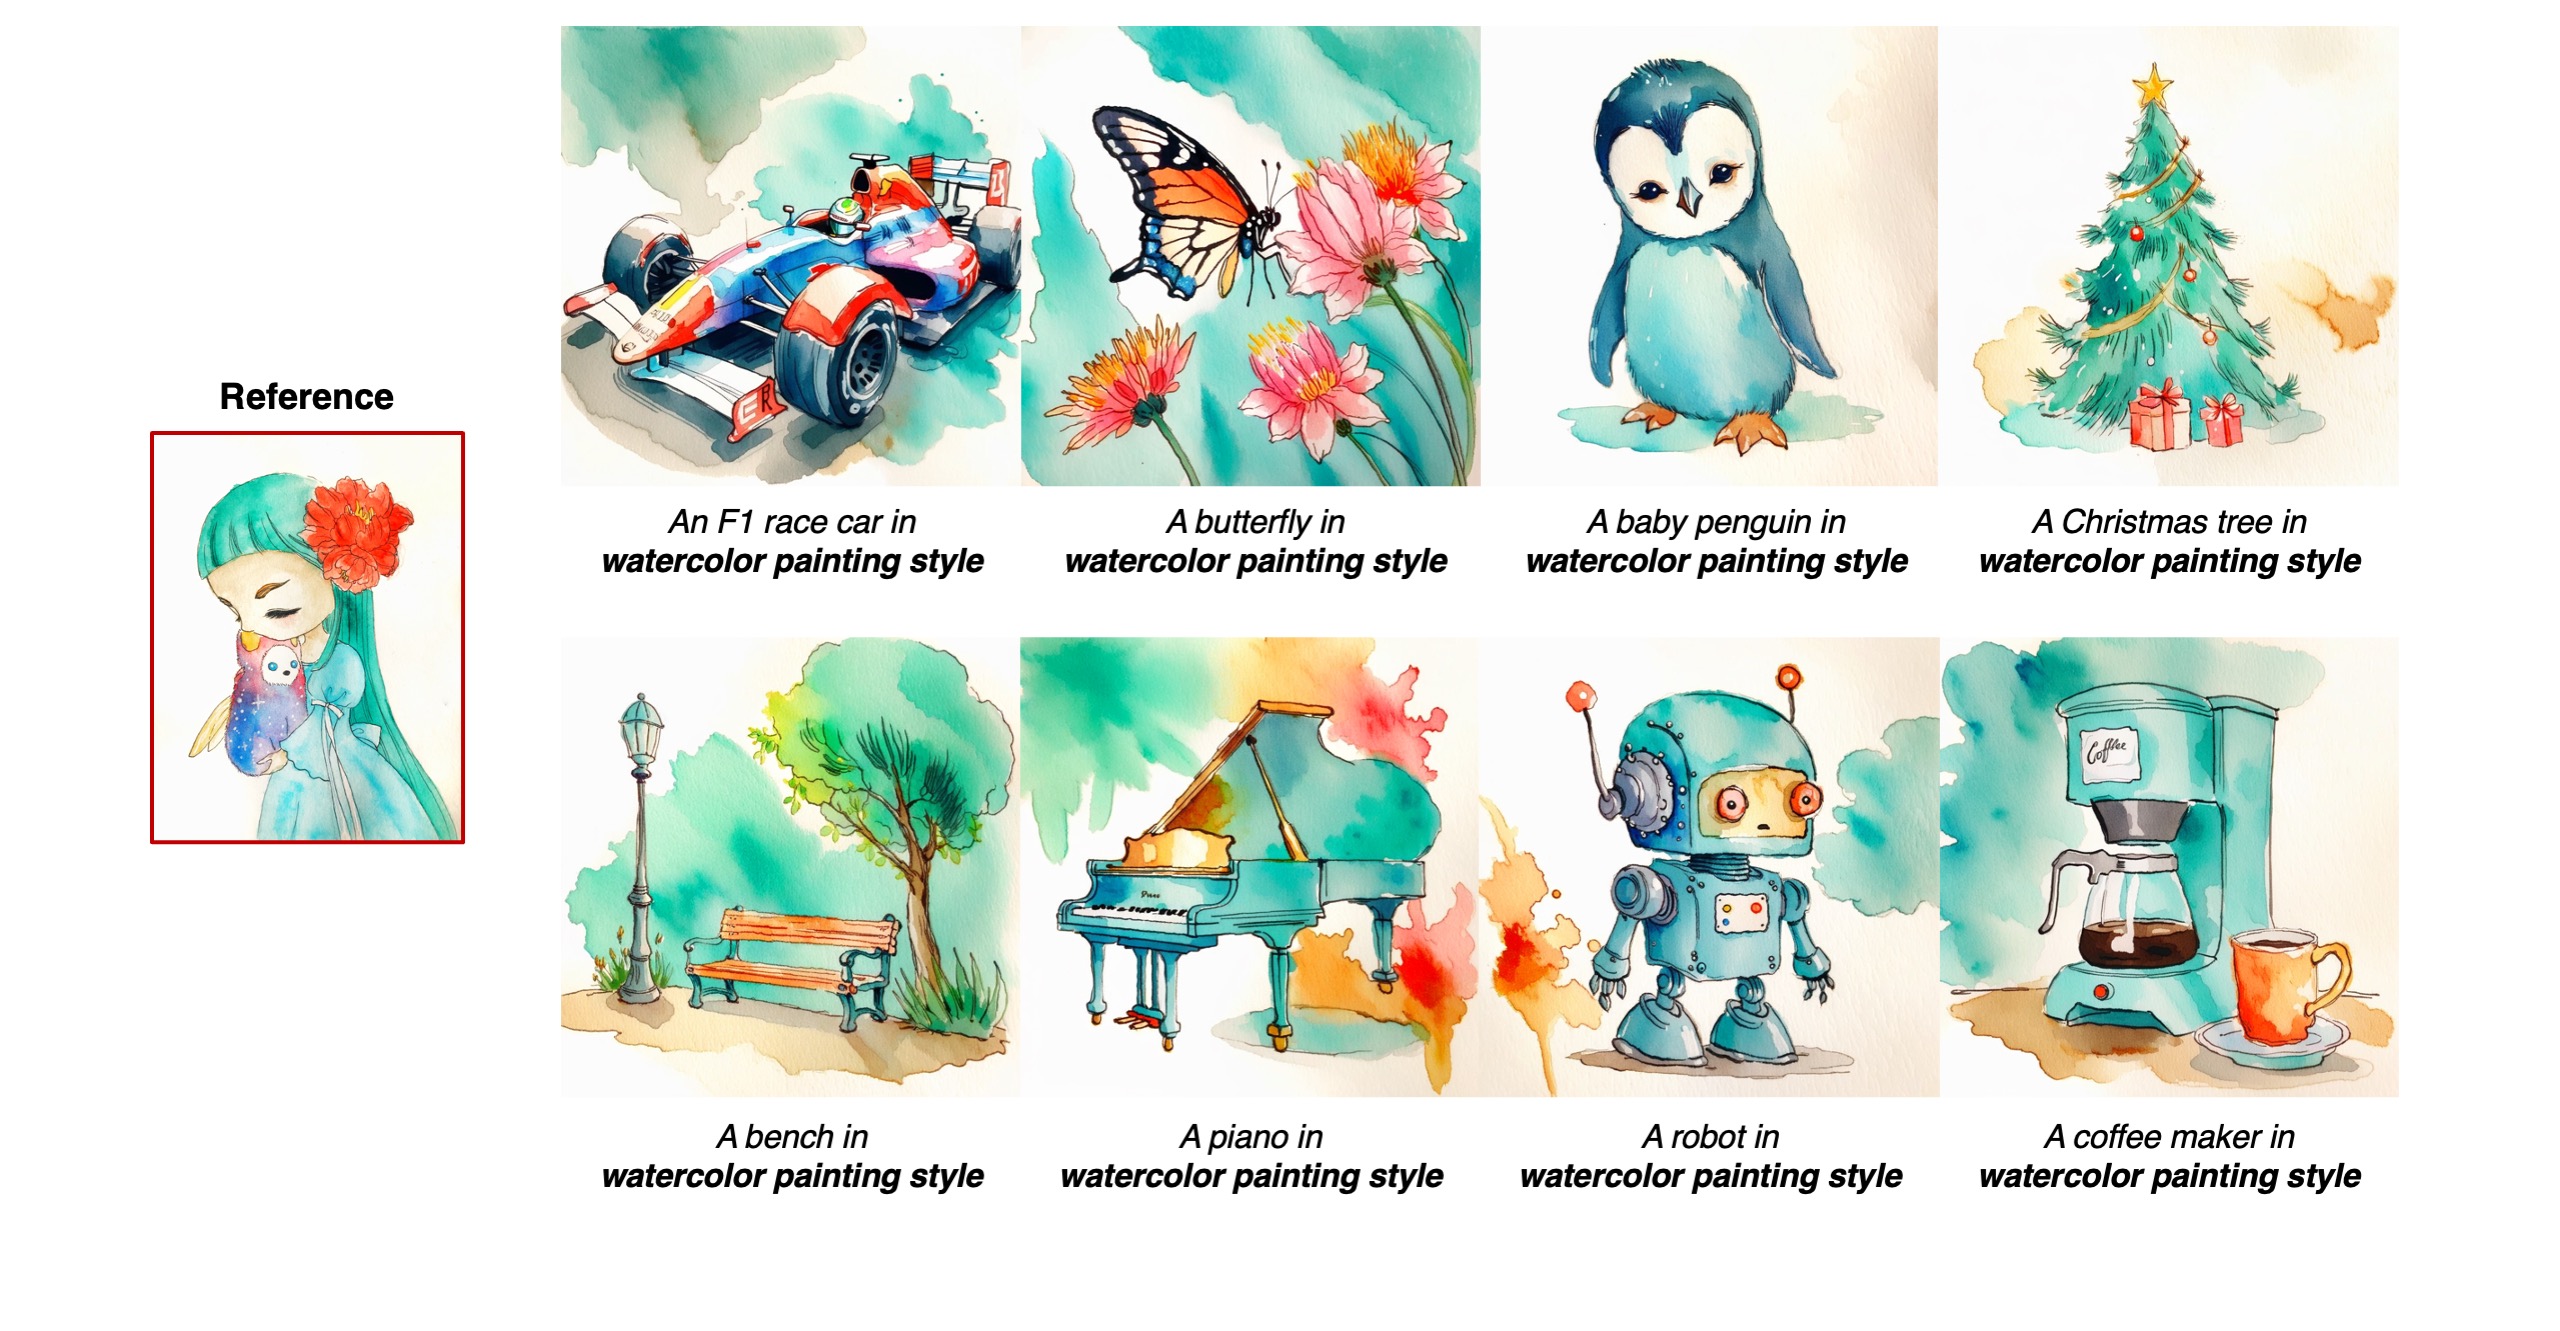 Reference
An F1 race car in
watercolor painting style
A butterfly in
watercolor painting style
A baby penguin in
watercolor painting style
A Christmas tree in
watercolor painting style
Coffee
A bench in
watercolor painting style
A piano in
watercolor painting style
A robot in
watercolor painting style
A coffee maker in
watercolor painting style